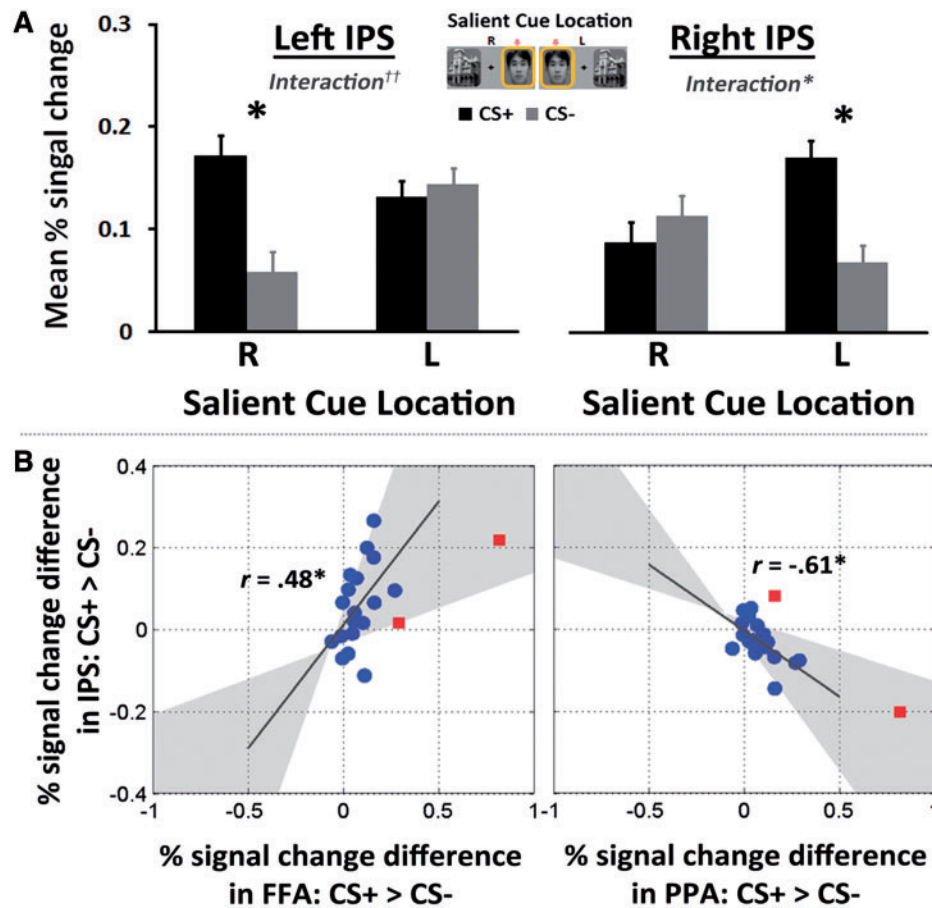 A
Salient Cue Location
R L
Left IPS
Right IPS
Interaction††
Interaction*
CS+ CS-
Mean % singal change
0.3
0.2
0.1
0
*
*
R L
R L
Salient Cue Location
Salient Cue Location
B
% signal change difference
in IPS: CS+ > CS-
0.4
0.2
0
-0.2
-0.4
r = .48*
r = -.61*
-1 -0.5 0 0.5 1
-1 -0.5 0 0.5 1
% signal change difference
in FFA: CS+ > CS-
% signal change difference
in PPA: CS+ > CS-